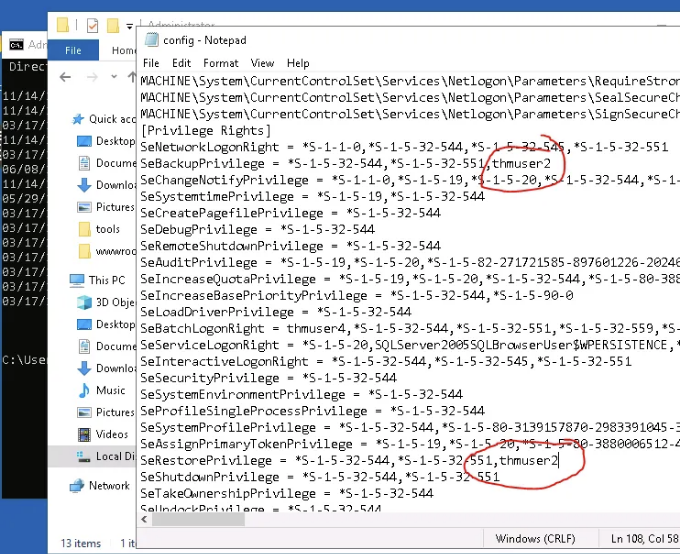 Administrator
config - Notepad
File
Home
File Edit Format View Help
Direct
11/14/
11/14/
03/17/
11/14/
03/17/
06/08/
11/14/
05/29/
03/17/
03/17/
03/17/
03/17/
03/17/
03/17/
C:\Use
Quick acc
Desktop
Docume
Downlo
Pictures
tools
wwwroo
This PC
3D Obje
Desktop
Docume
Downlo
Music
Pictures
Videos
Local Di
Network
MACHINE\System\CurrentControlSet\Services\Netlogon\Parameters\RequireStron
MACHINE\System\CurrentControlSet\Services\Netlogon\Parameters\SealSecureCh
MACHINE\System\CurrentControlSet\Services\Netlogon\Parameters\SignSecureCh
[Privilege Rights]
SeNetworkLogonRight = *S-1-1-0,*S-1-5-32-544,*S-1-5-32-545,*S-1-5-32-551
SeBackupPrivilege = *S-1-5-32-544,*S-1-5-32-551,thmuser2
SeChangeNotifyPrivilege = *S-1-1-0,*S-1-5-19,*S-1-5-20,*S-1-5-32-544,*S-1-
SeSystemtimePrivilege = *S-1-5-19,*S-1-5-32-544
SeCreatePagefilePrivilege = *S-1-5-32-544
SeDebugPrivilege = *S-1-5-32-544
SeRemoteShutdownPrivilege = *S-1-5-32-544
SeAuditPrivilege = *S-1-5-19,*S-1-5-20,*S-1-5-82-271721585-897601226-20246
SeIncreaseQuotaPrivilege = *S-1-5-19,*S-1-5-20,*S-1-5-32-544,*S-1-5-80-388
SeIncreaseBasePriorityPrivilege = *S-1-5-32-544,*S-1-5-90-0
SeLoadDriverPrivilege = *S-1-5-32-544
SeBatchLogonRight = thmuser4,*S-1-5-32-544,*S-1-5-32-551,*S-1-5-32-559,*S-
SeServiceLogonRight = *S-1-5-20,SQLServer2005SQLBrowserUser$WPERSISTENCE,*
SeInteractiveLogonRight = *S-1-5-32-544,*S-1-5-32-545,*S-1-5-32-551
SeSecurityPrivilege = *S-1-5-32-544
SeSystemEnvironmentPrivilege = *S-1-5-32-544
SeProfileSingleProcessPrivilege = *S-1-5-32-544
SeSystemProfilePrivilege = *S-1-5-32-544,*S-1-5-80-3139157870-2983391045-3
SeAssignPrimaryTokenPrivilege = *S-1-5-19,*S-1-5-20,*S-1-5-80-3880006512-4
SeRestorePrivilege = *S-1-5-32-544,*S-1-5-32-551,thmuser2
SeShutdownPrivilege = *S-1-5-32-544,*S-1-5-32-551
SeTakeOwnershipPrivilege = *S-1-5-32-544
SeUndockPrivilege = *S-1-5-32-544
13 items
1 it
Windows (CRLF)
Ln 108, Col 58